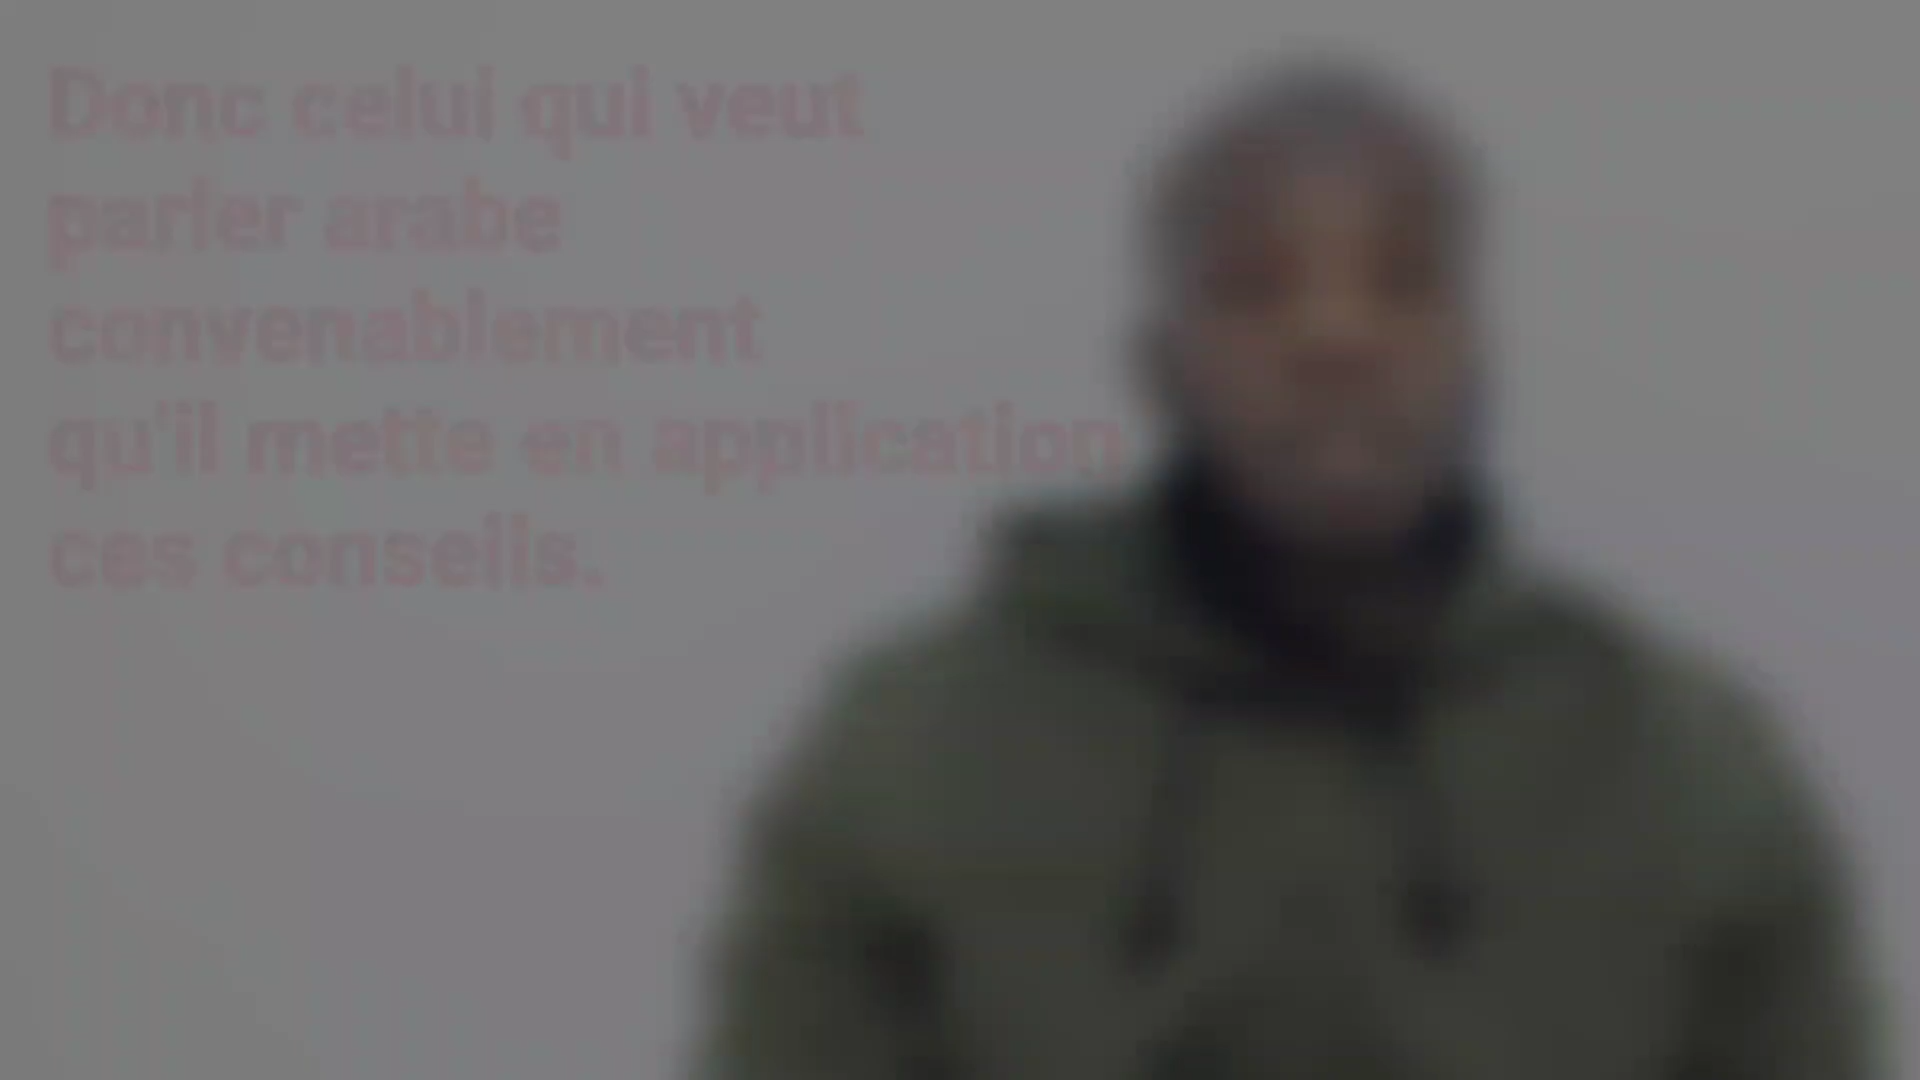 Donc celui qui veut
parler arabe
convenablement
qu'il mette en application
ces conseils.